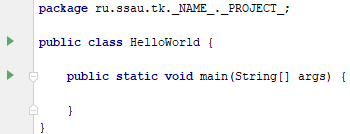 package ru.ssau.tk._NAME_._PROJECT_;
public class HelloWorld {
public static void main(String[] args) {
}
}